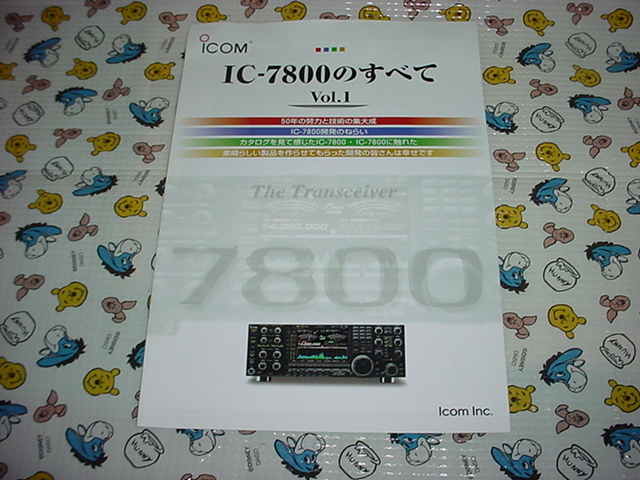 ICOM
IC-7800のすべて
Vol.1
50年の努力と技術の集大成
IC-7800開発のねらい
カタログを見て感じたIC-7800・IC-7800に触れた
素晴らしい製品を作らせてもらった開発の皆さんは幸せです
The Transceiver
14.080.000
7800
Icom Inc.
HUNNY
HUNNY
HUNNY
HUNNY
HUNNY